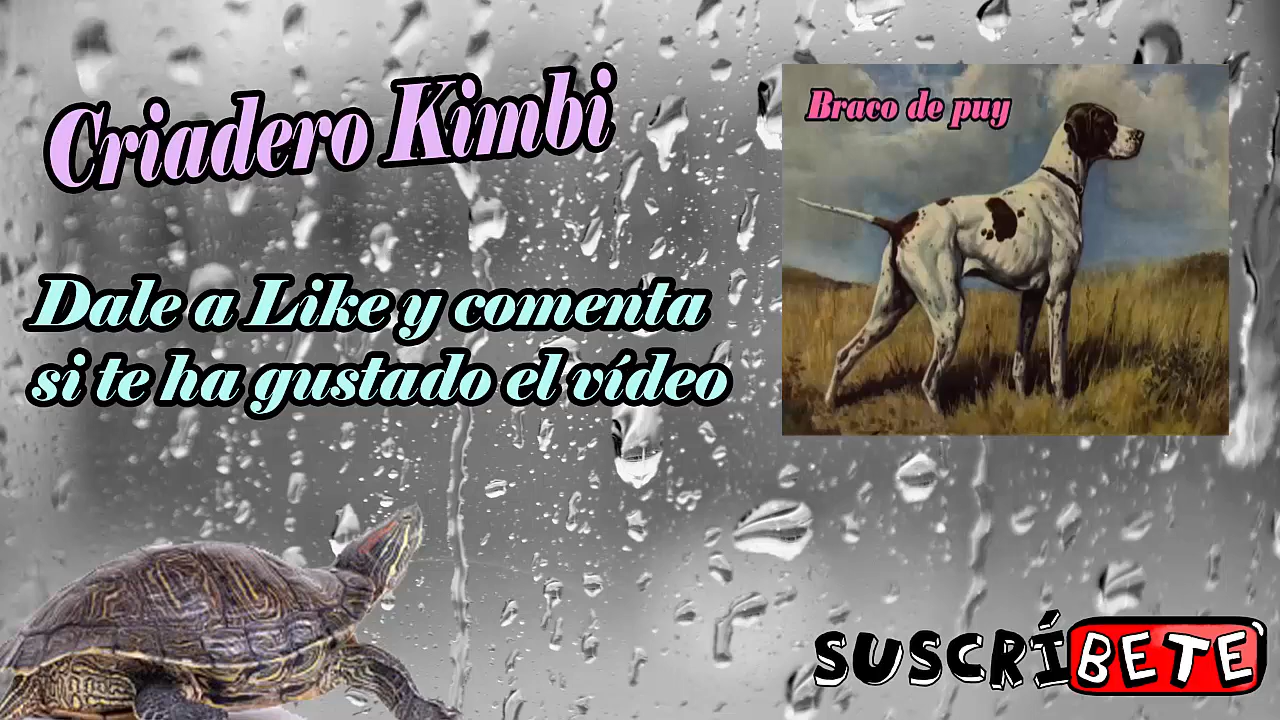 Criadero Kimbi
Braco de puy
Dale a Like y comenta
si te ha gustado el vídeo
SUSCRÍBETE